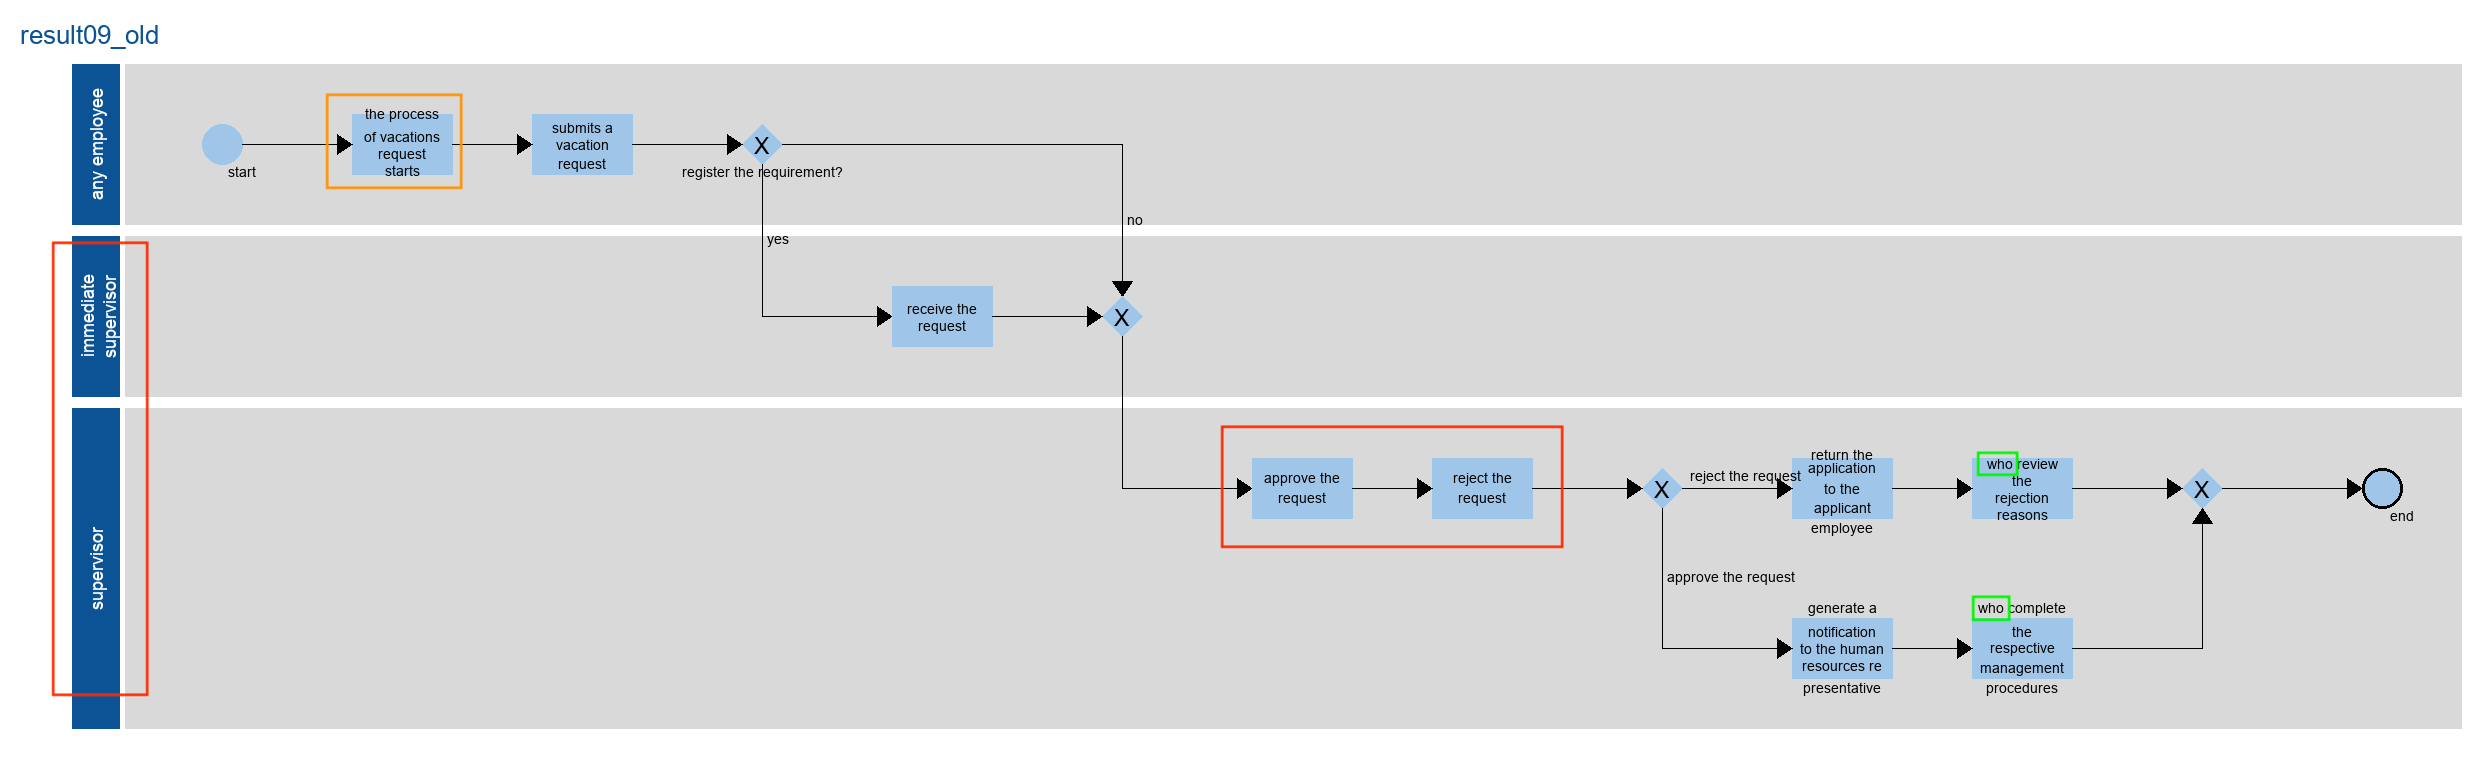 result09_old
any employee
start
the process
of vacations
request
starts
submits a
vacation
request
X
register the requirement?
no
yes
immediate
supervisor
receive the
request
X
supervisor
approve the
request
reject the
request
X
reject the request
return the
application
to the
applicant
employee
who review
the
rejection
reasons
X
end
approve the request
generate a
notification
to the human
resources re
presentative
who complete
the
respective
management
procedures